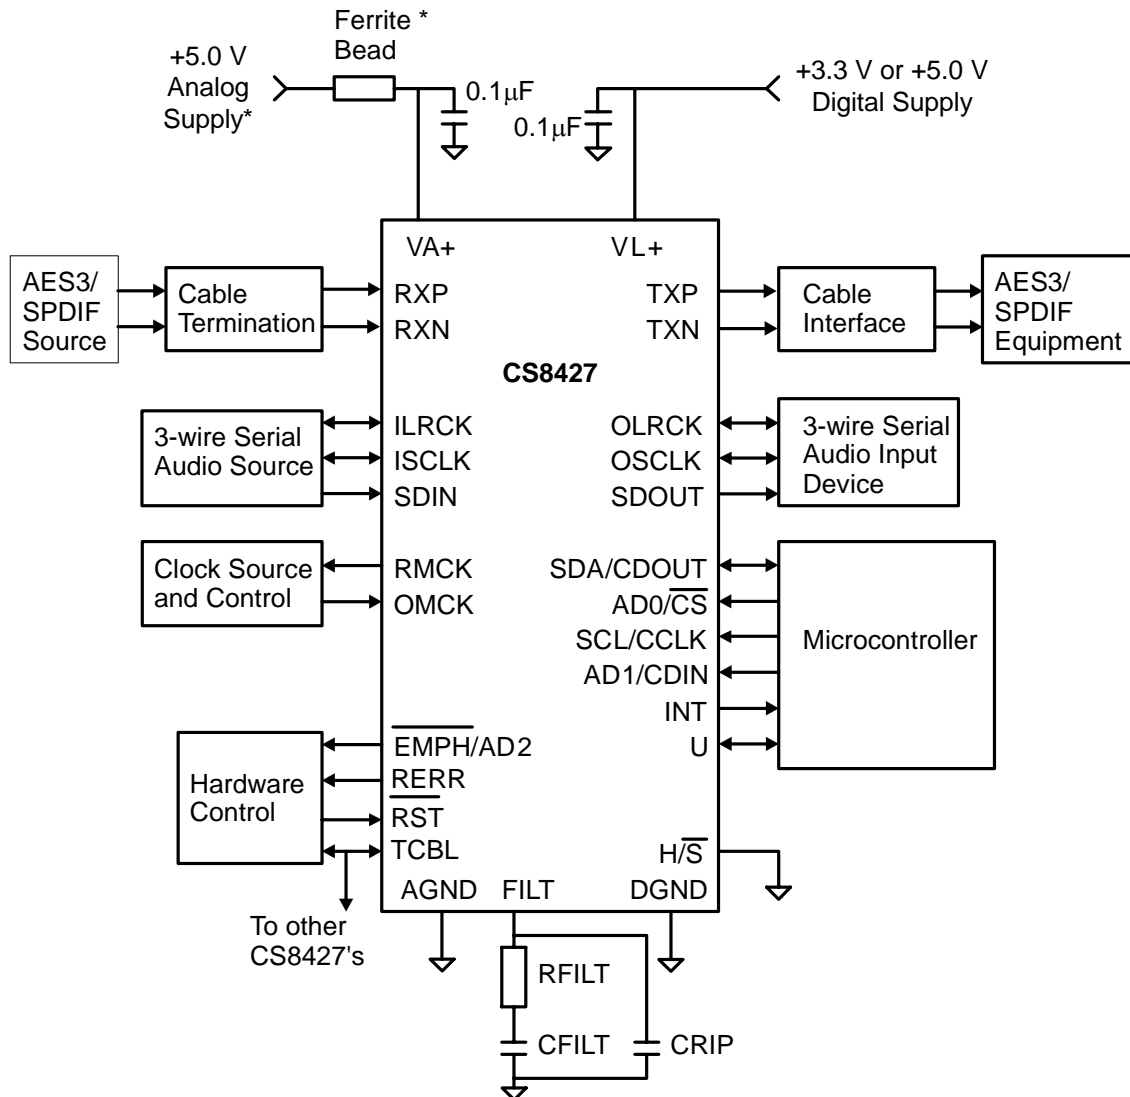 Ferrite *
Bead
+5.0 V
Analog
Supply*
0.1µF
0.1µF
+3.3 V or +5.0 V
Digital Supply
VA+
VL+
AES3/
SPDIF
Source
Cable
Termination
RXP
RXN
TXP
TXN
Cable
Interface
AES3/
SPDIF
Equipment
CS8427
3-wire Serial
Audio Source
ILRCK
ISCLK
SDIN
OLRCK
OSCLK
SDOUT
3-wire Serial
Audio Input
Device
Clock Source
and Control
RMCK
OMCK
SDA/CDOUT
AD0/C̅S̅
SCL/CCLK
AD1/CDIN
INT
U
Microcontroller
Hardware
Control
E̅M̅P̅H̅/AD2
RERR
R̅S̅T̅
TCBL
H/S̅
AGND
FILT
DGND
To other
CS8427's
RFILT
CFILT
CRIP